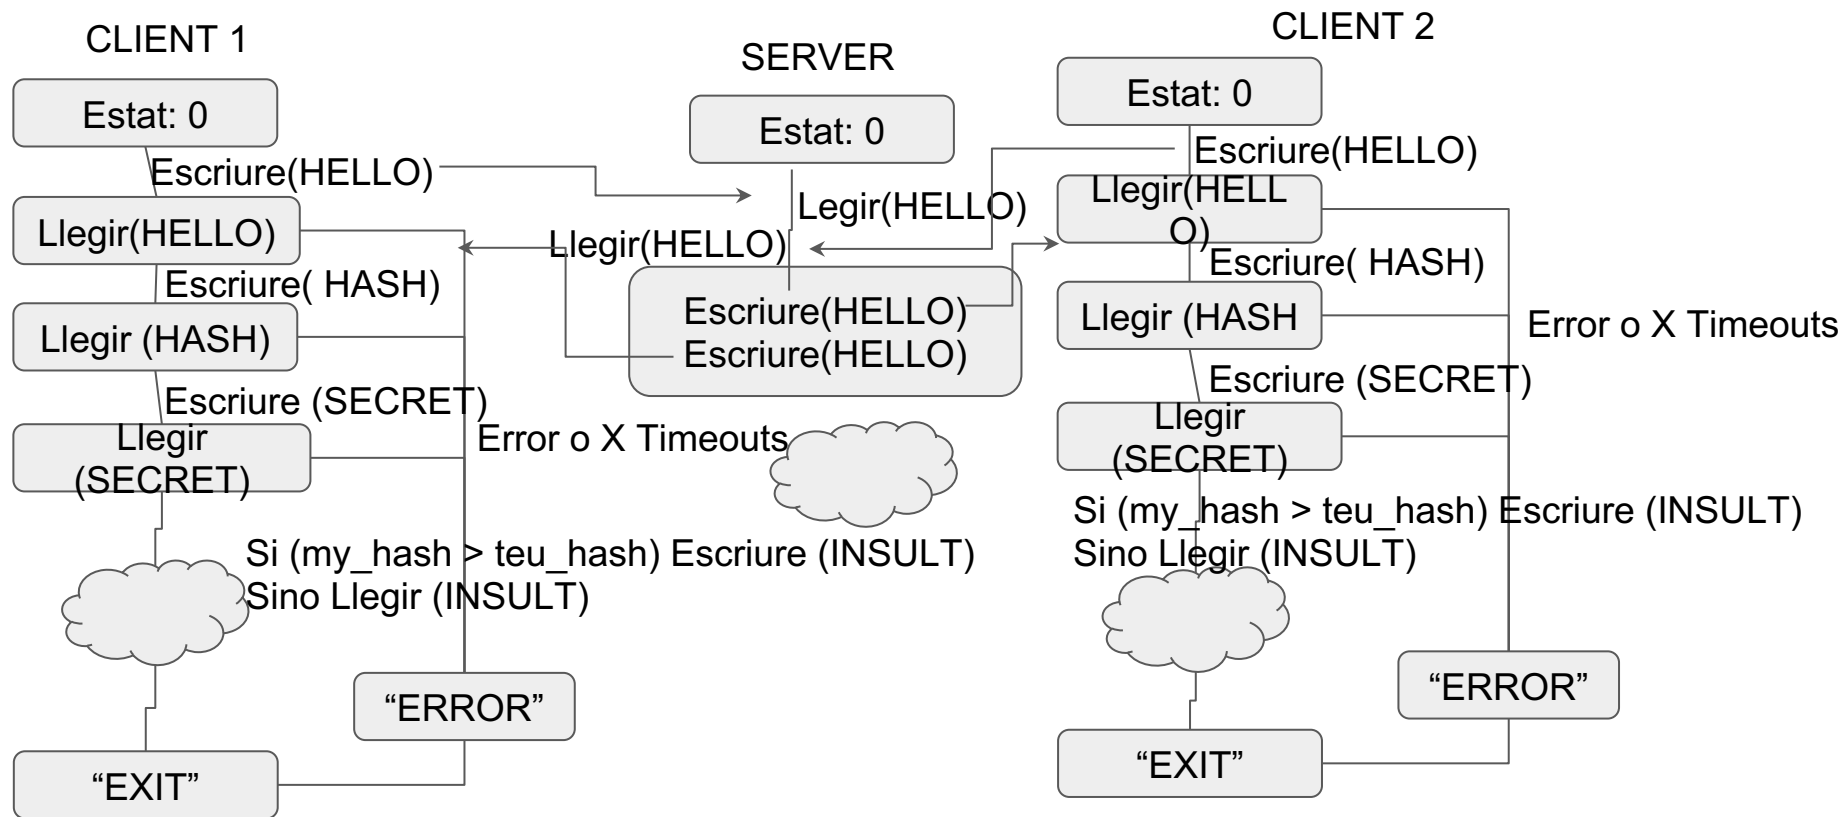 CLIENT 1
Estat: 0
Escriure(HELLO)
Llegir(HELLO)
Escriure( HASH)
Llegir (HASH)
Escriure (SECRET)
Llegir
(SECRET)
Error o X Timeouts
Si (my_hash > teu_hash) Escriure (INSULT)
Sino Llegir (INSULT)
“ERROR”
“EXIT”
SERVER
Estat: 0
Legir(HELLO)
Llegir(HELLO)
Escriure(HELLO)
Escriure(HELLO)
CLIENT 2
Estat: 0
Escriure(HELLO)
Llegir(HELL
O)
Escriure( HASH)
Llegir (HASH
Error o X Timeouts
Escriure (SECRET)
Llegir
(SECRET)
Si (my_hash > teu_hash) Escriure (INSULT)
Sino Llegir (INSULT)
“ERROR”
“EXIT”